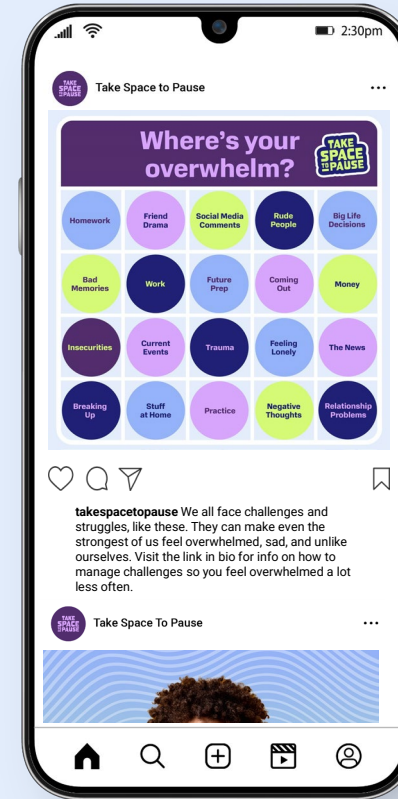 2:30pm
TAKE
SPACE
TO PAUSE
Take Space to Pause
Where's your
overwhelm?
TAKE
SPACE
TO PAUSE
Homework
Friend
Drama
Social Media
Comments
Rude
People
Big Life
Decisions
Bad
Memories
Work
Future
Prep
Coming
Out
Money
Insecurities
Current
Events
Trauma
Feeling
Lonely
The News
Breaking
Up
Stuff
at Home
Practice
Negative
Thoughts
Relationship
Problems
takespacetopause We all face challenges and
struggles, like these. They can make even the
strongest of us feel overwhelmed, sad, and unlike
ourselves. Visit the link in bio for info on how to
manage challenges so you feel overwhelmed a lot
less often.
TAKE
SPACE
TO PAUSE
Take Space To Pause